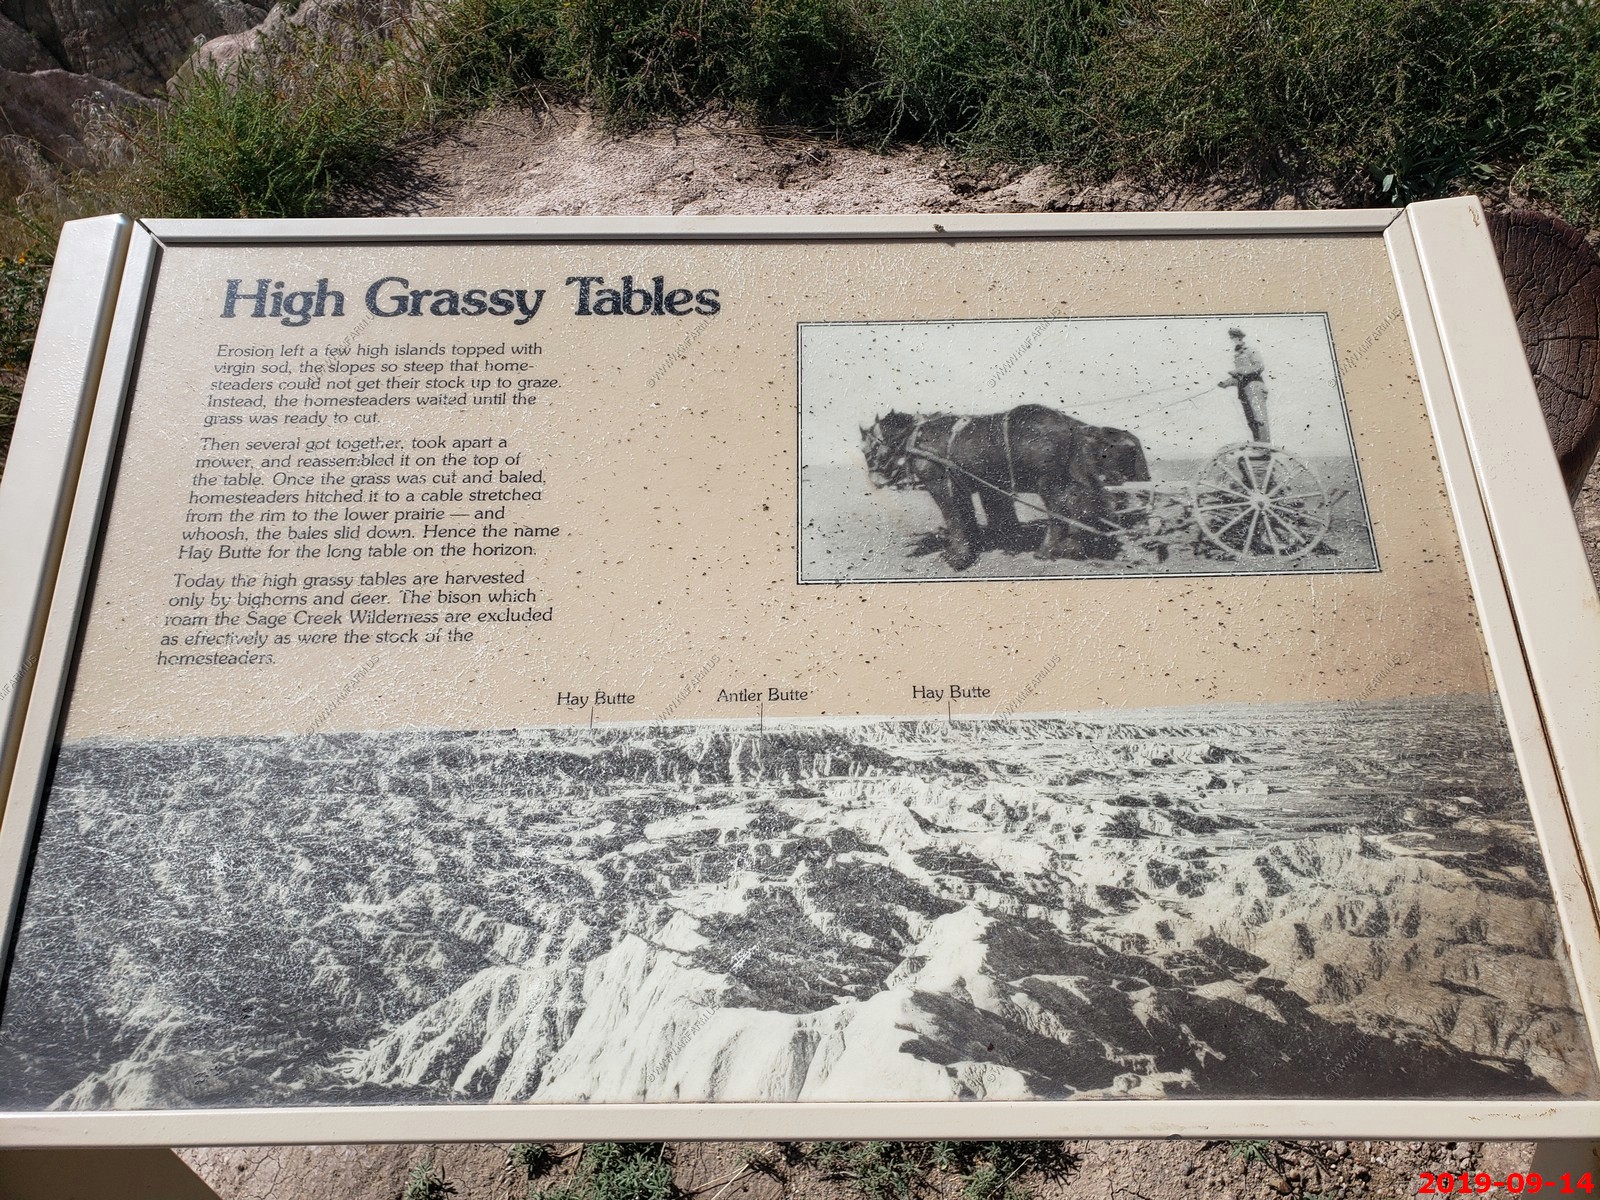 High Grassy Tables
Erosion left a few high islands topped with
virgin sod, the slopes so steep that home-
steaders could not get their stock up to graze.
Instead, the homesteaders waited until the
grass was ready to cut.
Then several got together, took apart a
mower, and reassembled it on the top of
the table. Once the grass was cut and baled,
homesteaders hitched it to a cable stretched
from the rim to the lower prairie — and
whoosh, the bales slid down. Hence the name
Hay Butte for the long table on the horizon.
Today the high grassy tables are harvested
only by bighorns and deer. The bison which
roam the Sage Creek Wilderness are excluded
as effectively as were the stock of the
homesteaders.
Hay Butte Antler Butte Hay Butte
2019-09-14